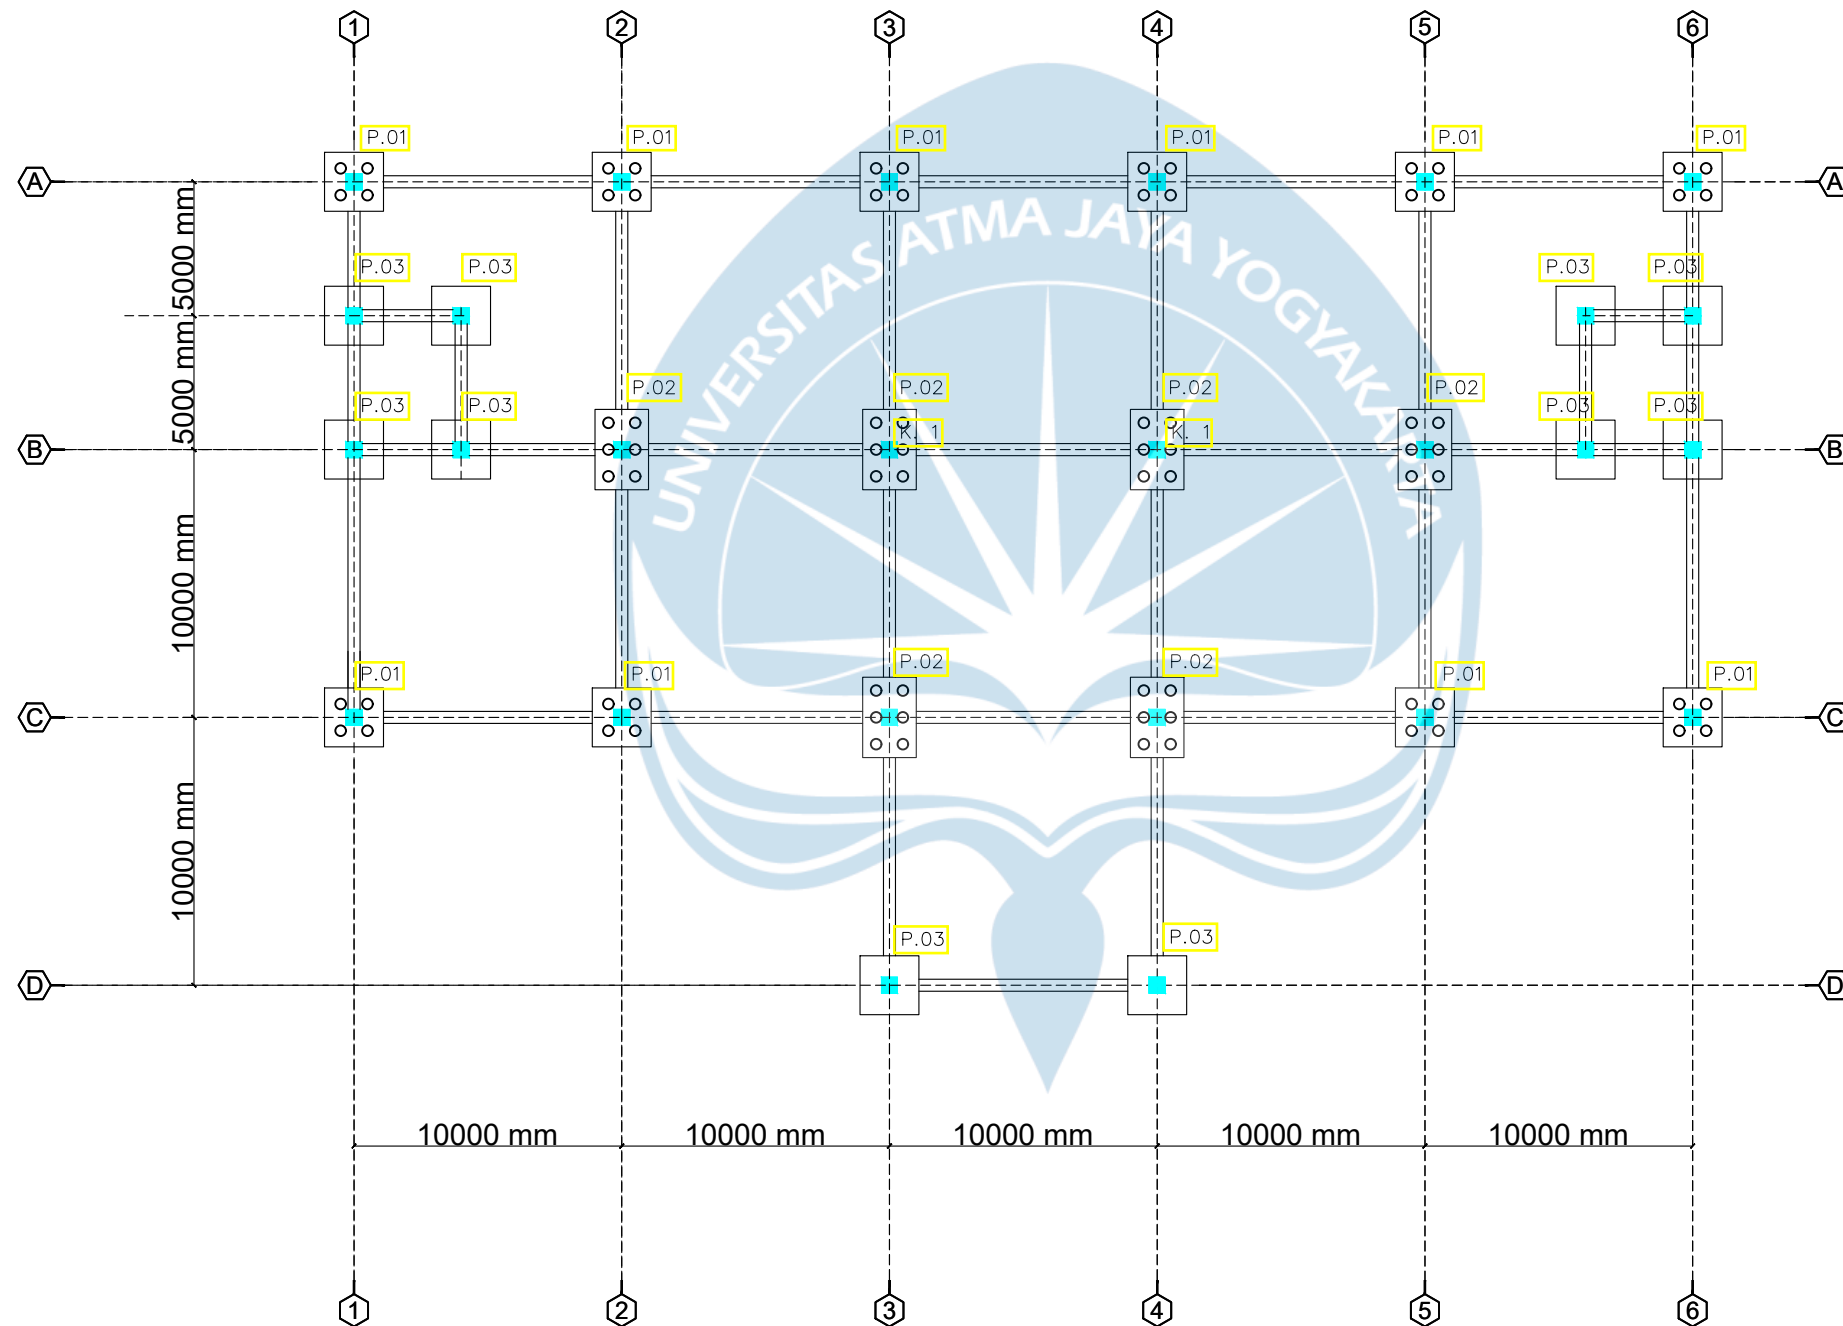 1 2 3 4 5 6
P.01 P.01 P.01 P.01 P.01 P.01
A A
5000 mm
UNIVERSITAS ATMA JAYA YOGYAKARTA
P.03 P.03 P.03 P.03
5000 mm
P.02 P.02 P.02 P.02
P.03 P.03 P.03 P.03
K. 1 K. 1
B B
10000 mm
P.02 P.02
P.01 P.01 P.01 P.01
C C
10000 mm
P.03 P.03
D D
10000 mm 10000 mm 10000 mm 10000 mm 10000 mm
1 2 3 4 5 6